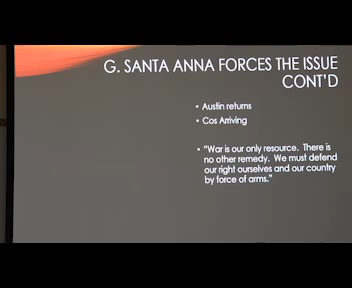 G. SANTA ANNA FORCES THE ISSUE
CONT'D
• Austin returns
• Cos Arriving
• "War is our only resource. There is
no other remedy. We must defend
our right ourselves and our country
by force of arms."